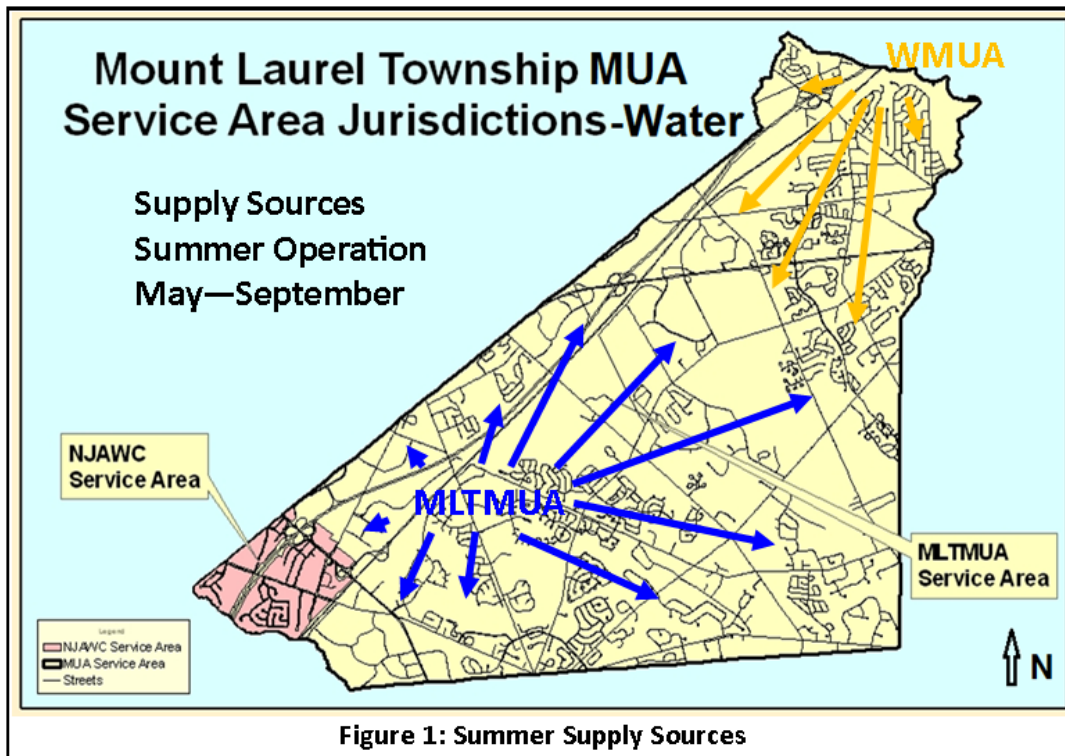 Mount Laurel Township MUA
Service Area Jurisdictions-Water
WMUA
Supply Sources
Summer Operation
May—September
NJAWC
Service Area
MLTMUA
MLTMUA
Service Area
Legend
NJAWC Service Area
MUA Service Area
Streets
N
Figure 1: Summer Supply Sources